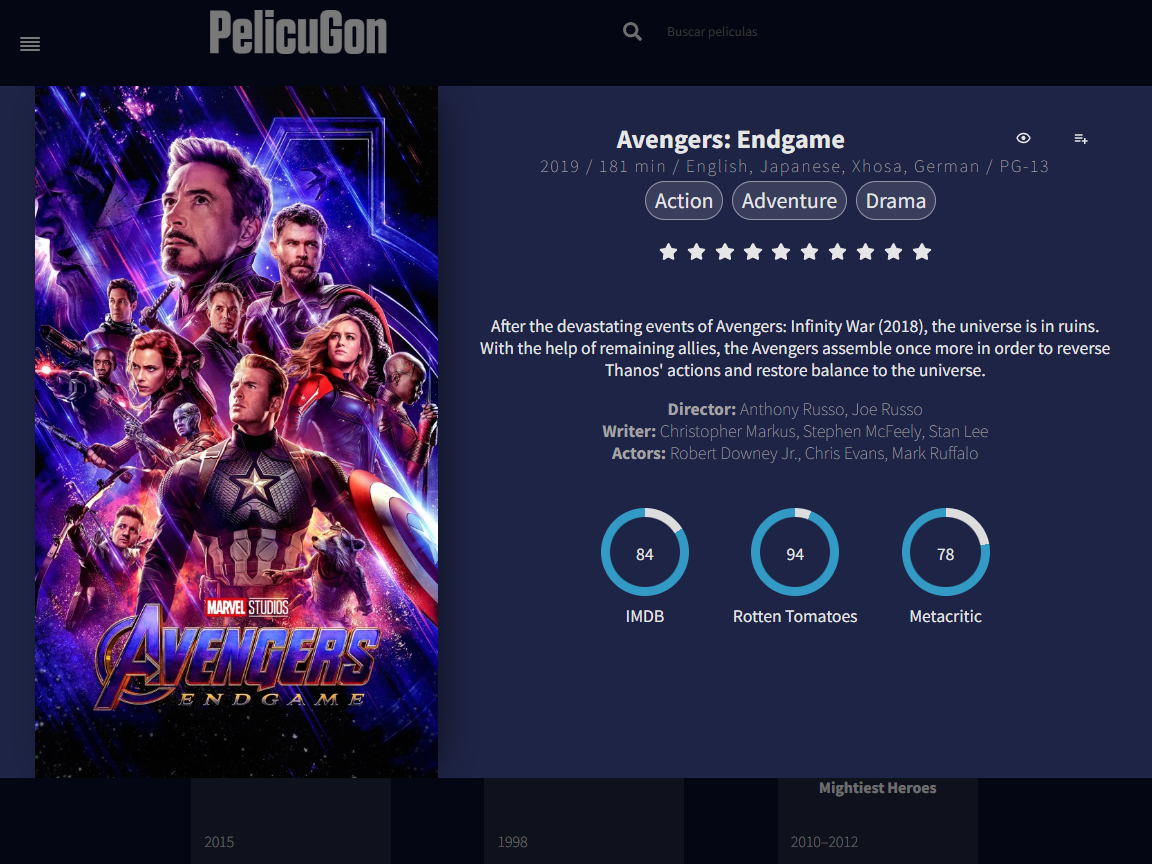 PelicuGon
Buscar peliculas
Avengers: Endgame
2019 / 181 min / English, Japanese, Xhosa, German / PG-13
Action Adventure Drama
After the devastating events of Avengers: Infinity War (2018), the universe is in ruins.
With the help of remaining allies, the Avengers assemble once more in order to reverse
Thanos' actions and restore balance to the universe.
Director: Anthony Russo, Joe Russo
Writer: Christopher Markus, Stephen McFeely, Stan Lee
Actors: Robert Downey Jr., Chris Evans, Mark Ruffalo
84 94 78
IMDB Rotten Tomatoes Metacritic
MARVEL STUDIOS
AVENGERS
ENDGAME
Mightiest Heroes
2015 1998 2010–2012